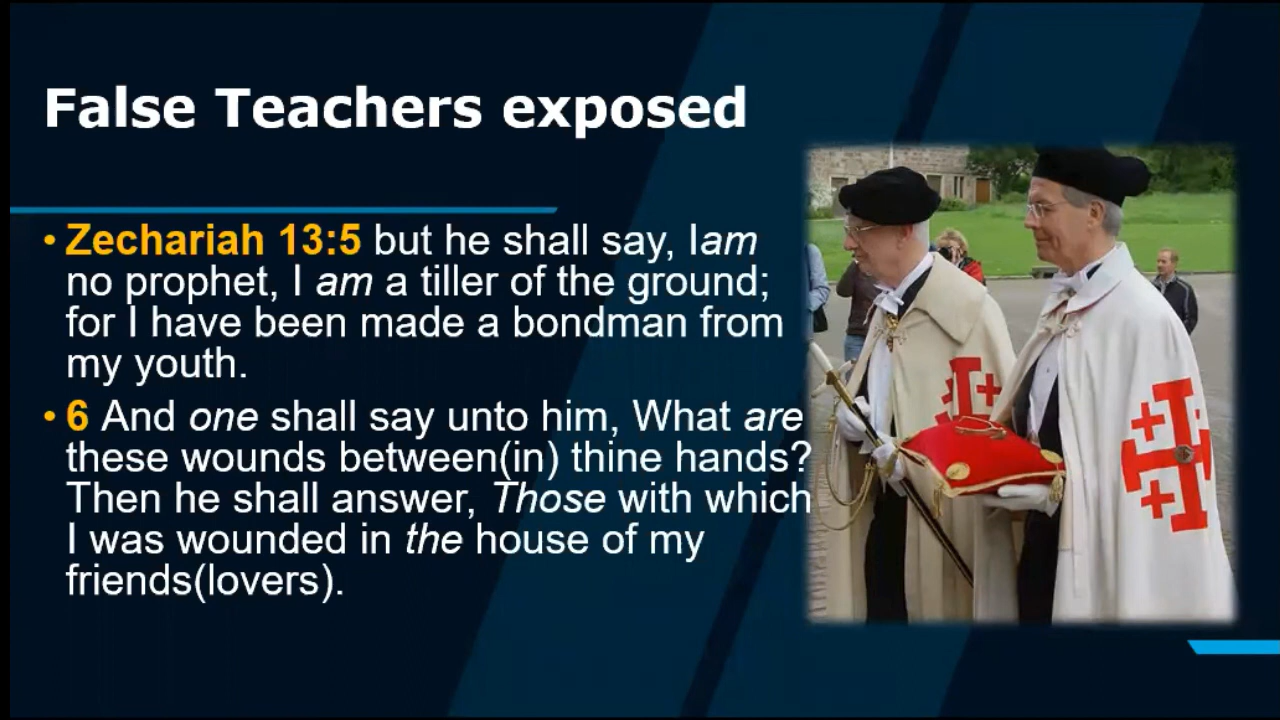 False Teachers exposed
• Zechariah 13:5 but he shall say, Iam
no prophet, I am a tiller of the ground;
for I have been made a bondman from
my youth.
• 6 And one shall say unto him, What are
these wounds between(in) thine hands?
Then he shall answer, Those with which
I was wounded in the house of my
friends(lovers).